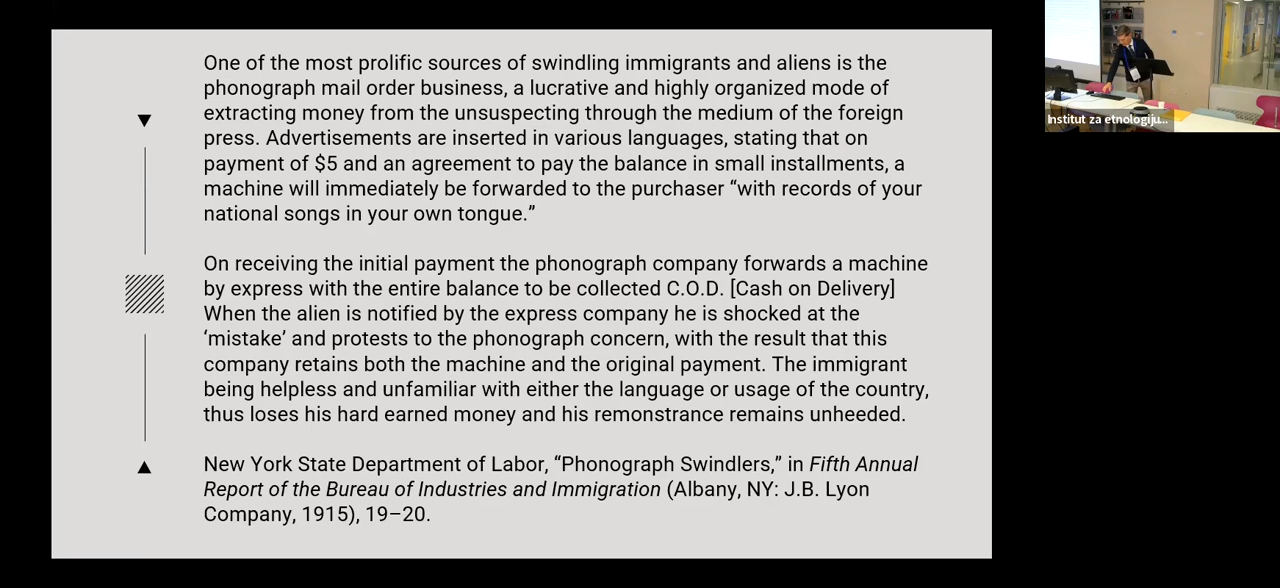 One of the most prolific sources of swindling immigrants and aliens is the
phonograph mail order business, a lucrative and highly organized mode of
extracting money from the unsuspecting through the medium of the foreign
press. Advertisements are inserted in various languages, stating that on
payment of $5 and an agreement to pay the balance in small installments, a
machine will immediately be forwarded to the purchaser “with records of your
national songs in your own tongue.”
On receiving the initial payment the phonograph company forwards a machine
by express with the entire balance to be collected C.O.D. [Cash on Delivery]
When the alien is notified by the express company he is shocked at the
‘mistake’ and protests to the phonograph concern, with the result that this
company retains both the machine and the original payment. The immigrant
being helpless and unfamiliar with either the language or usage of the country,
thus loses his hard earned money and his remonstrance remains unheeded.
New York State Department of Labor, “Phonograph Swindlers,” in Fifth Annual
Report of the Bureau of Industries and Immigration (Albany, NY: J.B. Lyon
Company, 1915), 19–20.
Institut za etnologiju...